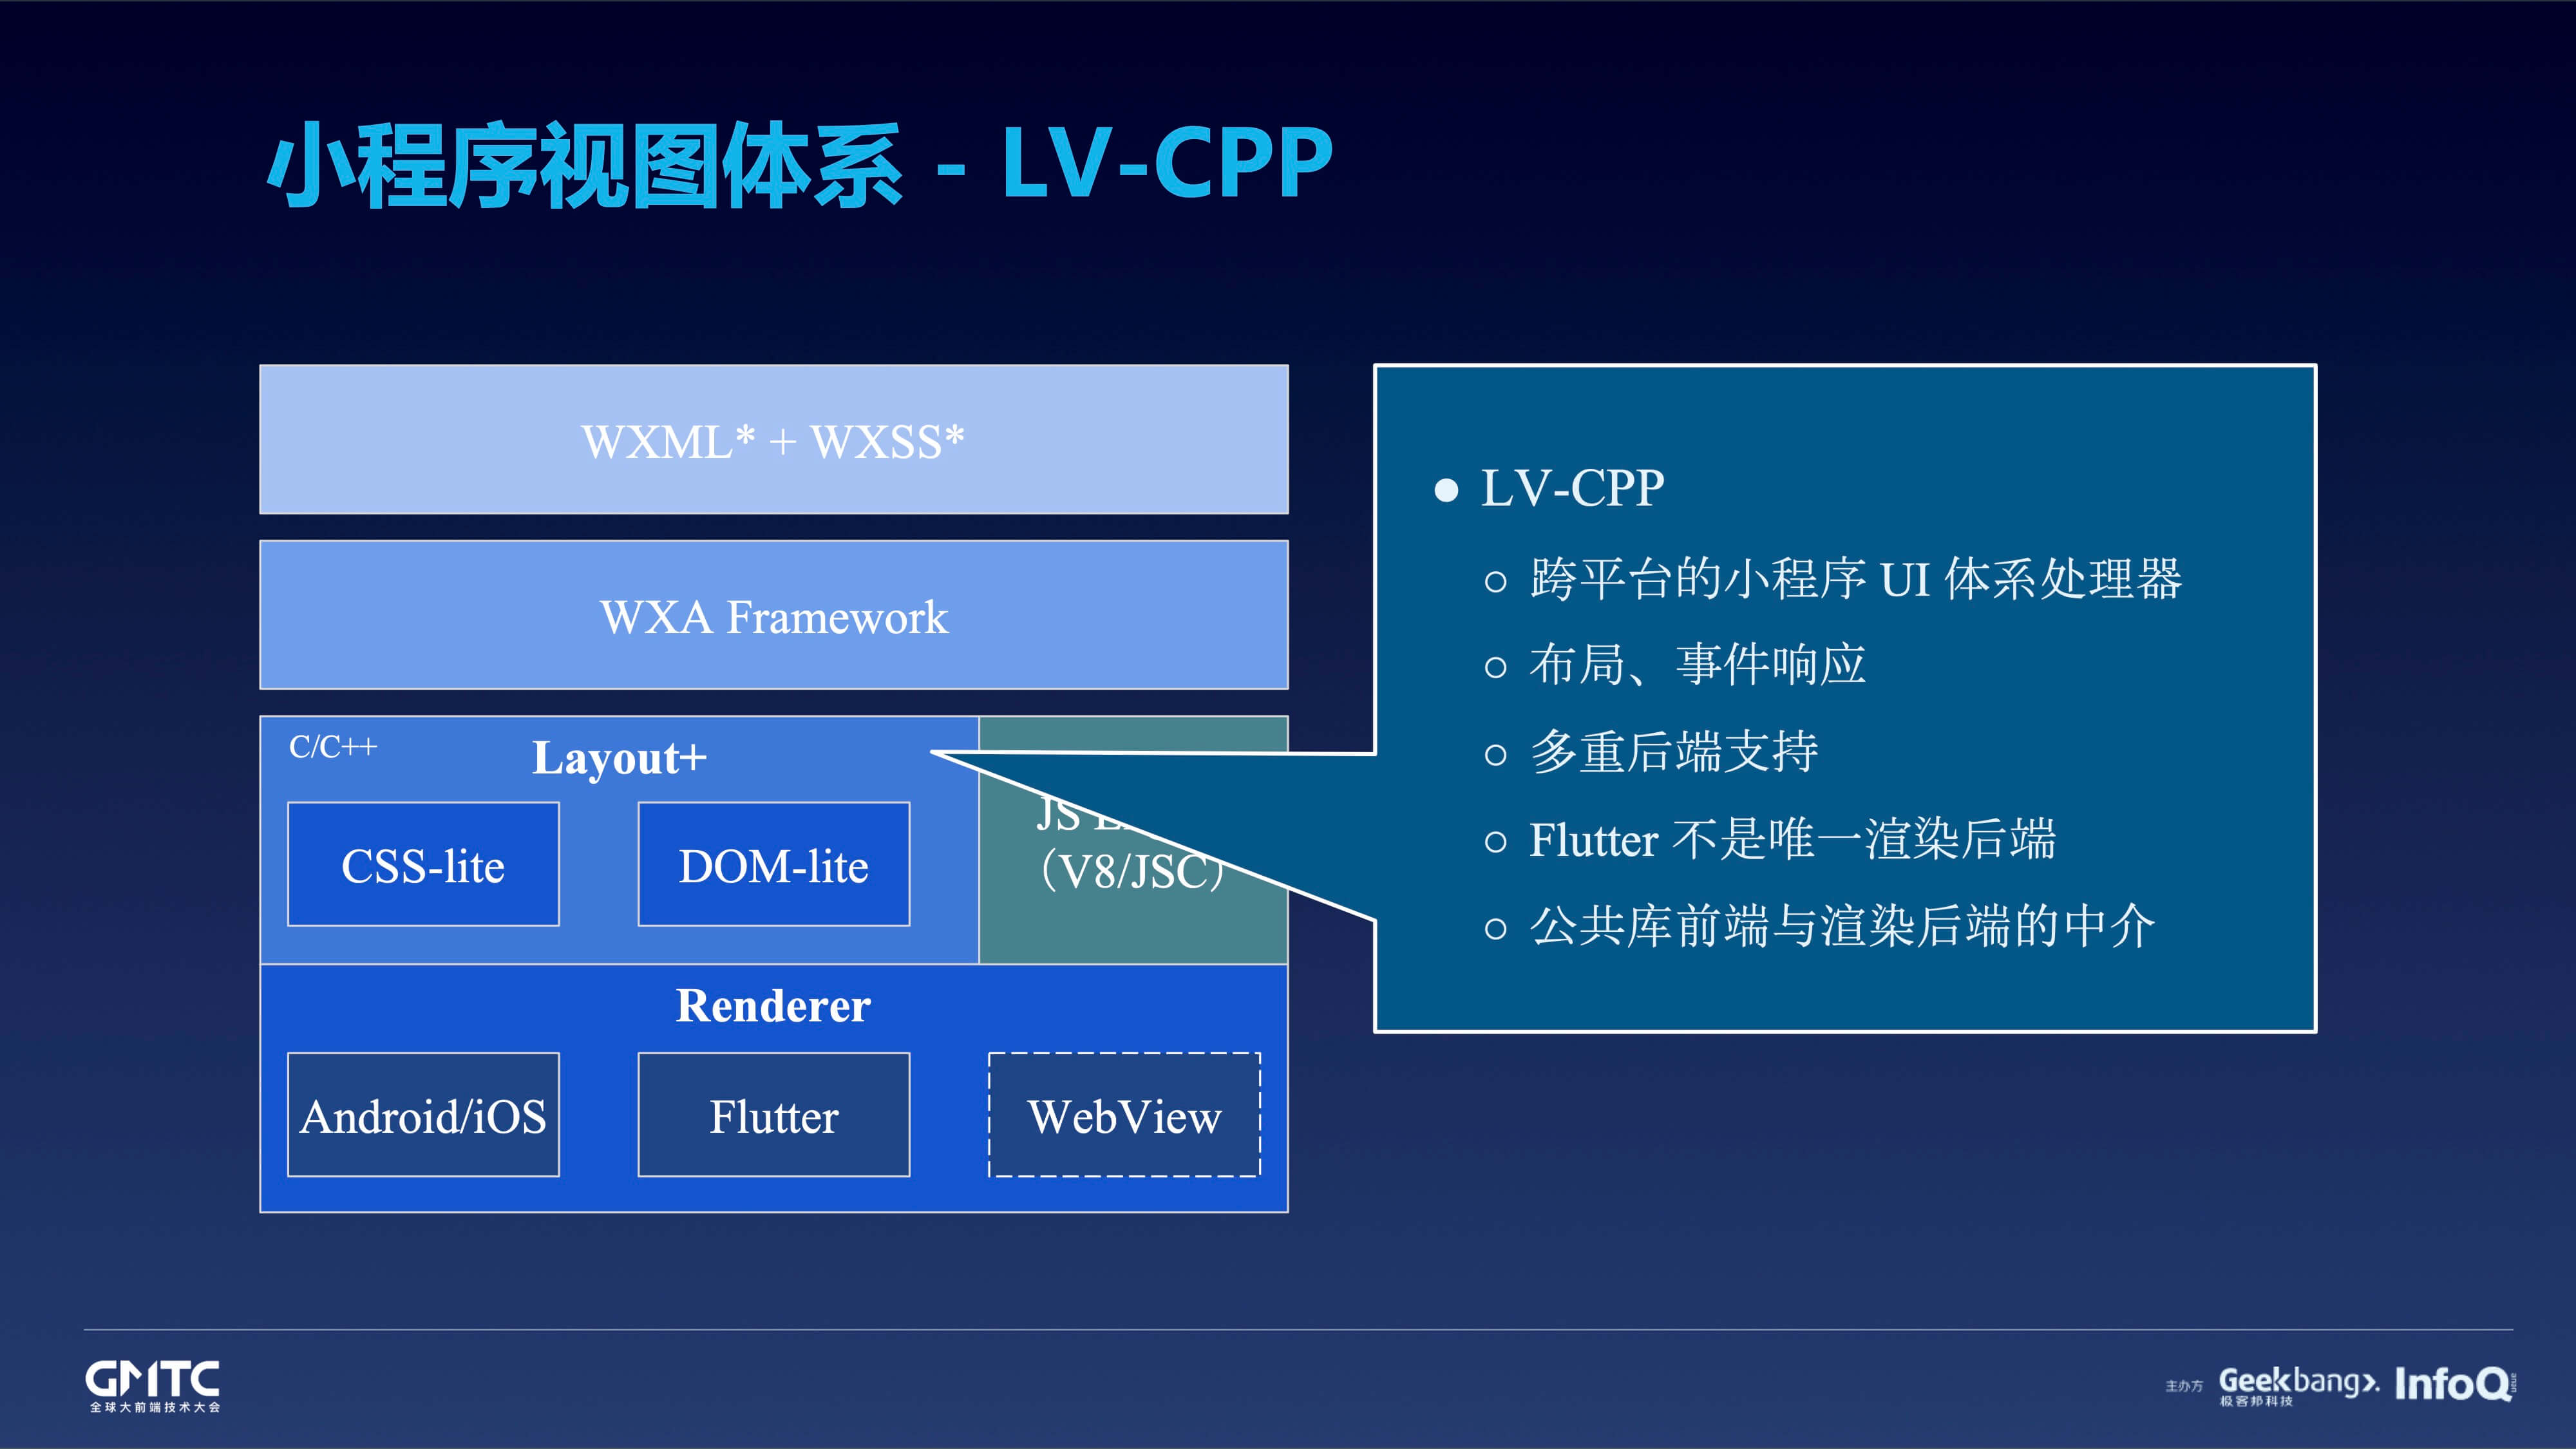 小程序视图体系 - LV-CPP
WXML* + WXSS*
WXA Framework
C/C++
Layout+
CSS-lite
DOM-lite
JS
(V8/JSC)
Renderer
Android/iOS
Flutter
WebView
● LV-CPP
○ 跨平台的小程序 UI 体系处理器
○ 布局、事件响应
○ 多重后端支持
○ Flutter 不是唯一渲染后端
○ 公共库前端与渲染后端的中介
GMTC
全球大前端技术大会
主办方
Geekbang>.
极客邦科技
InfoQ